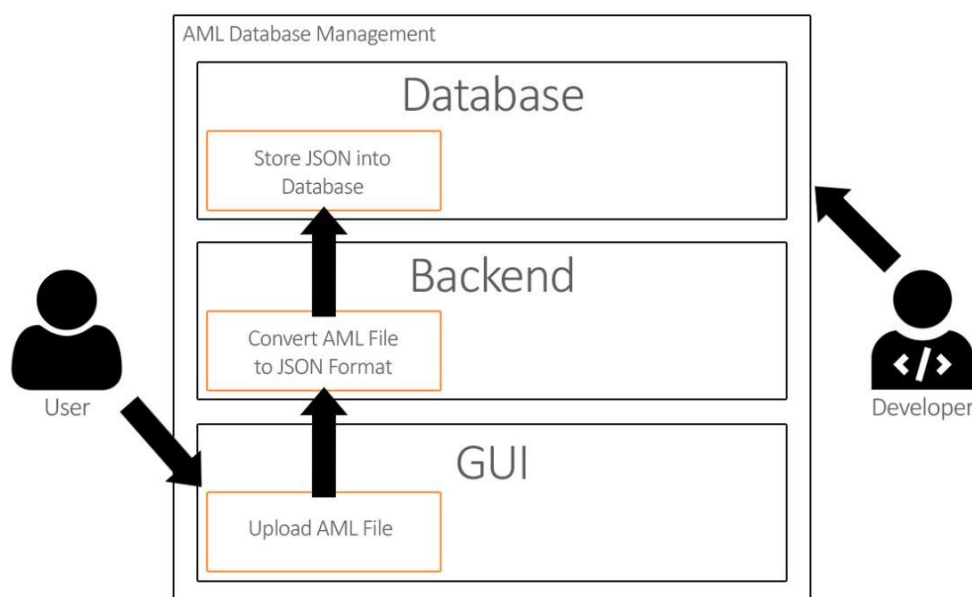 AML Database Management
Database
Store JSON into
Database
Backend
Convert AML File
to JSON Format
User
</>
Developer
GUI
Upload AML File